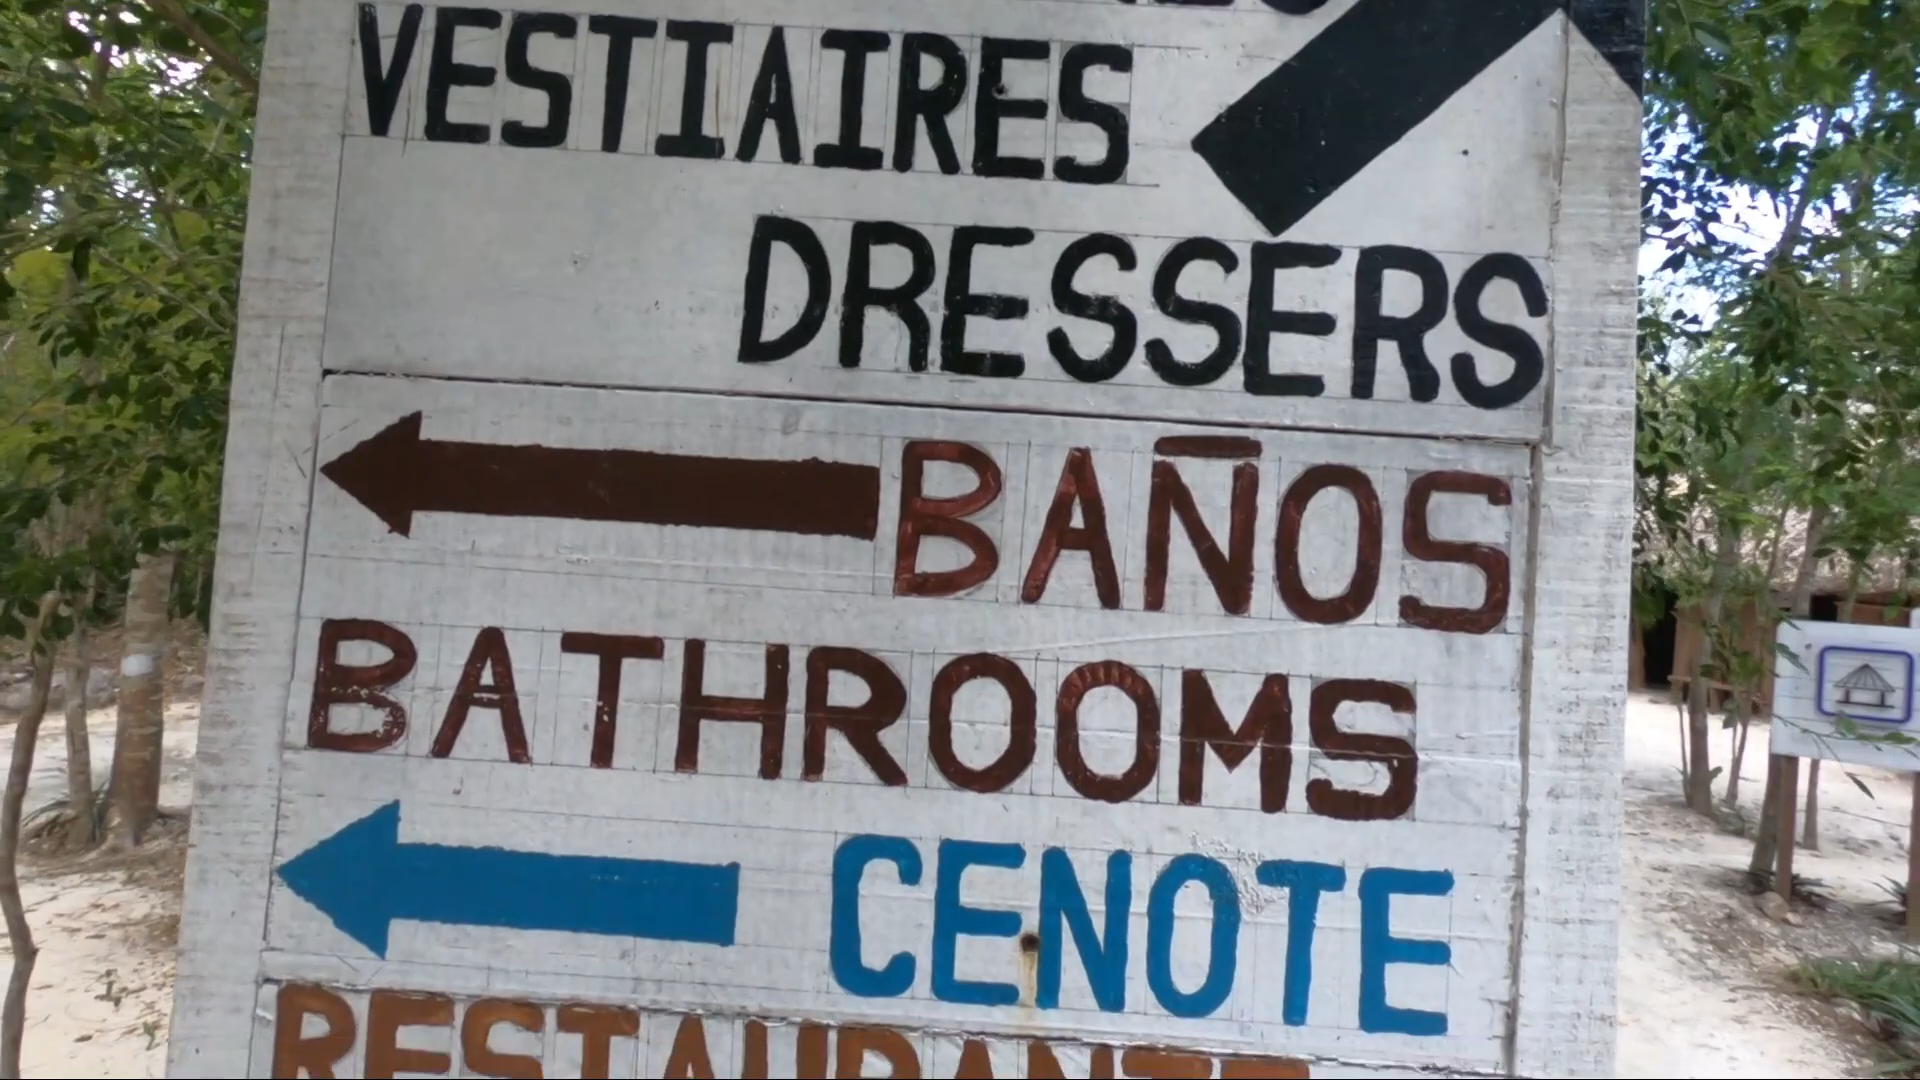 VESTIAIRES
DRESSERS
BAÑOS
BATHROOMS
CENOTE
RESTAURANTE